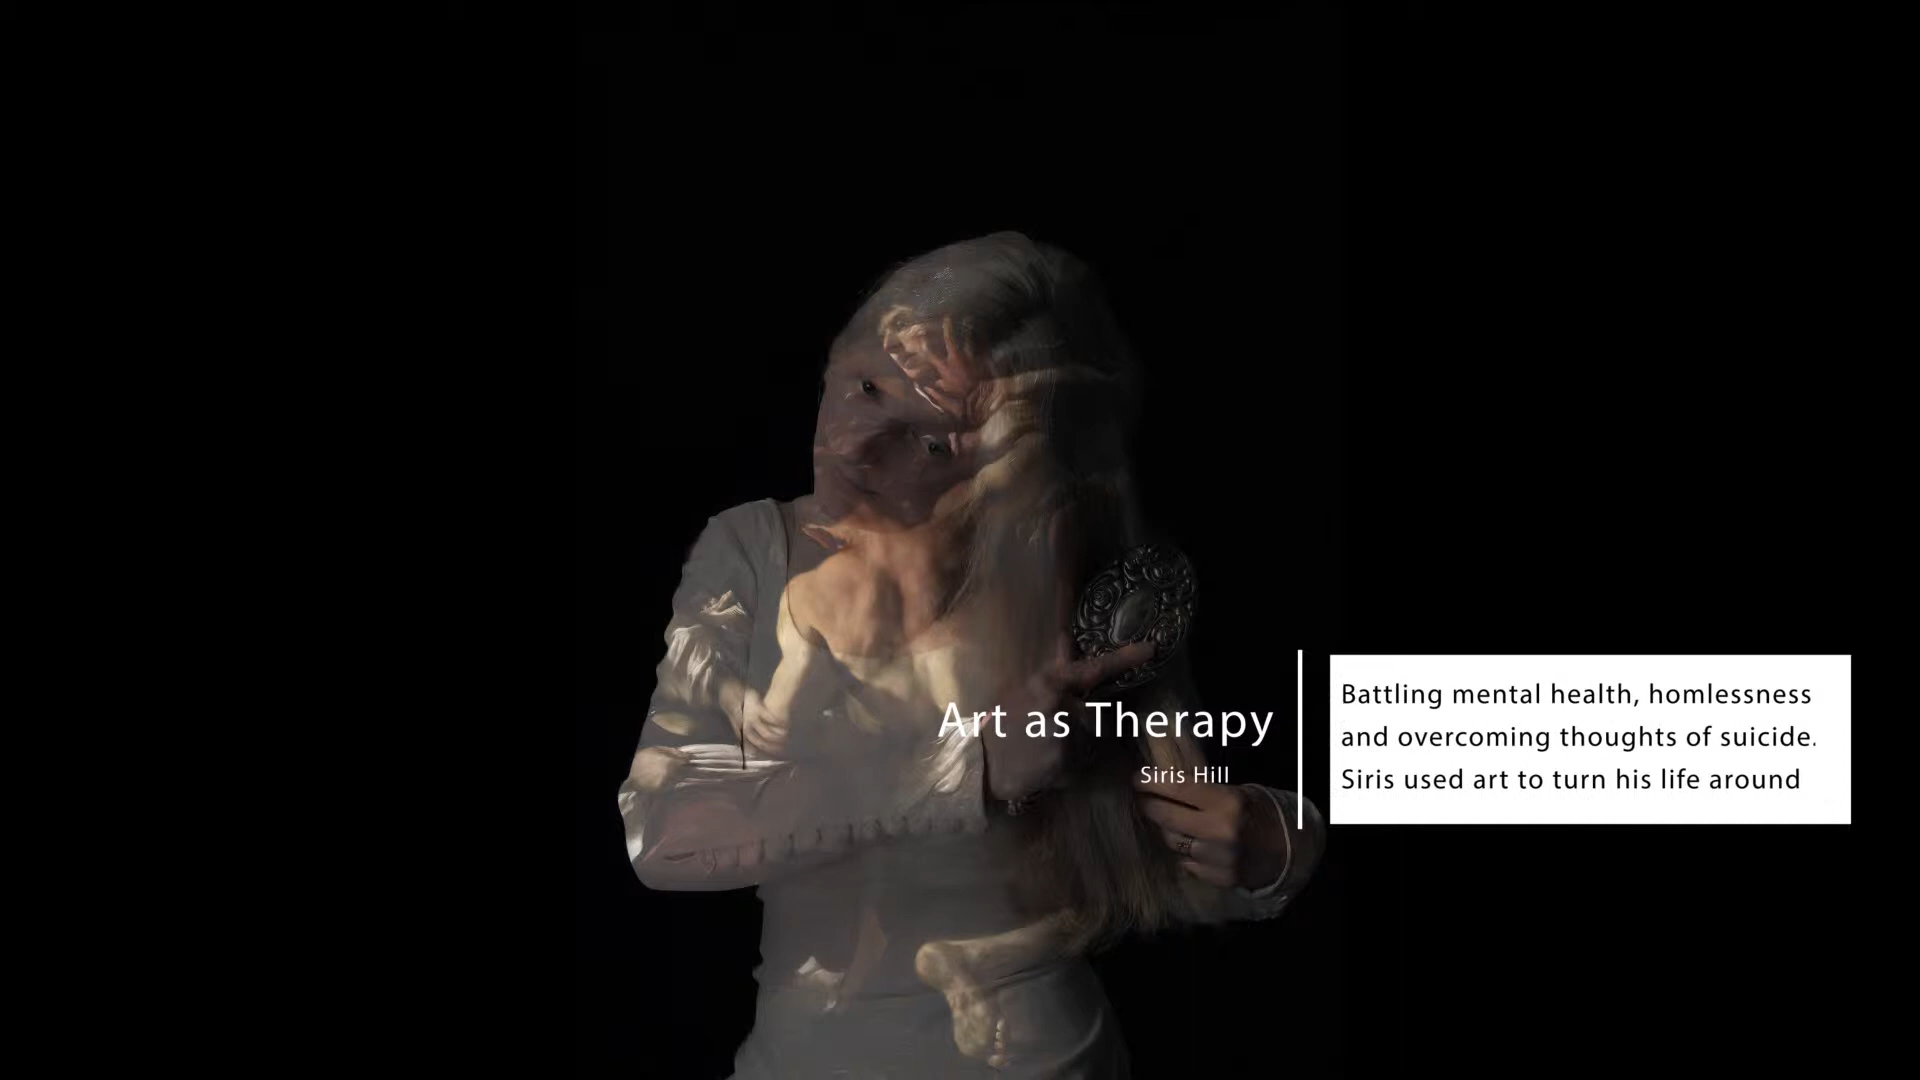 Art as Therapy
Siris Hill
Battling mental health, homlessness
and overcoming thoughts of suicide.
Siris used art to turn his life around